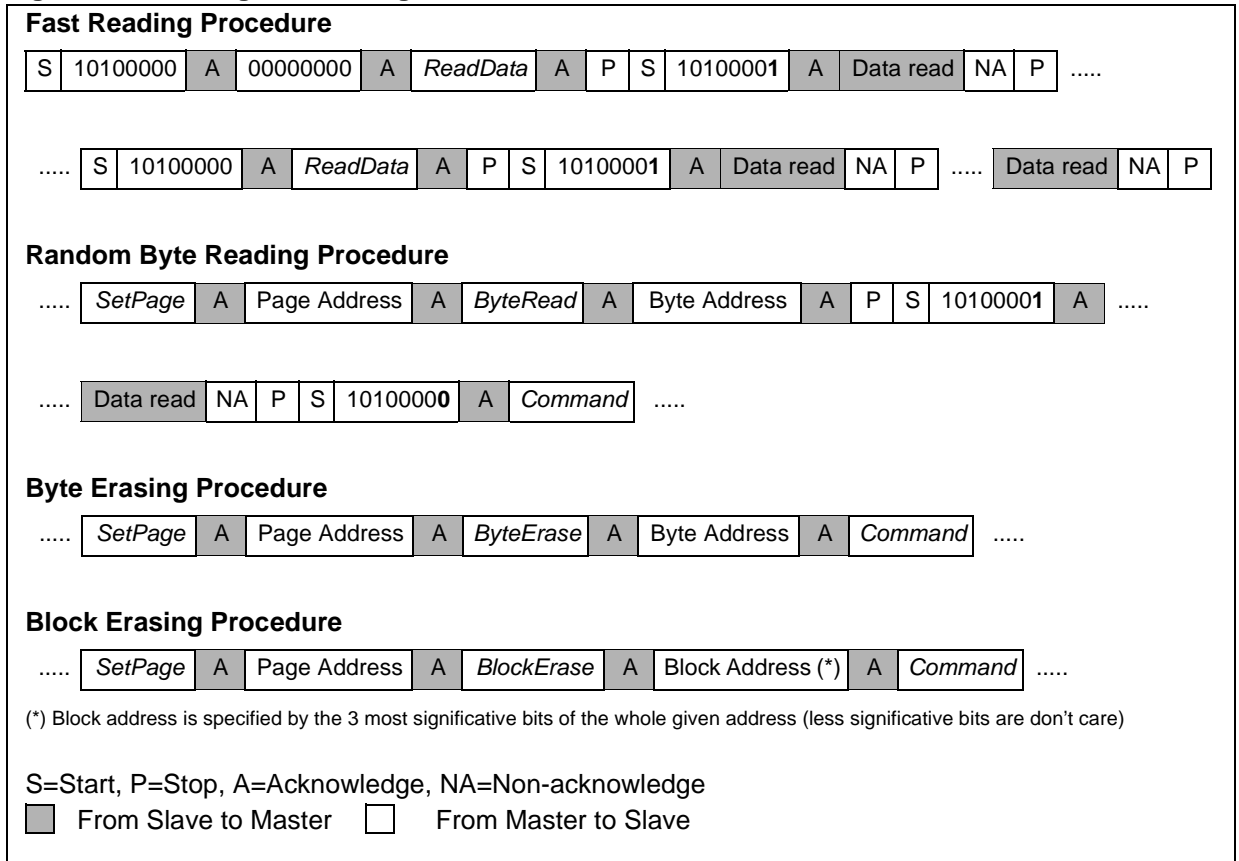 Fast Reading Procedure
S 10100000 A 00000000 A ReadData A P S 10100001 A Data read NA P .....
..... S 10100000 A ReadData A P S 10100001 A Data read NA P ..... Data read NA P
Random Byte Reading Procedure
..... SetPage A Page Address A ByteRead A Byte Address A P S 10100001 A .....
..... Data read NA P S 10100000 A Command .....
Byte Erasing Procedure
..... SetPage A Page Address A ByteErase A Byte Address A Command .....
Block Erasing Procedure
..... SetPage A Page Address A BlockErase A Block Address (*) A Command .....
(*) Block address is specified by the 3 most significative bits of the whole given address (less significative bits are don't care)
S=Start, P=Stop, A=Acknowledge, NA=Non-acknowledge
From Slave to Master From Master to Slave